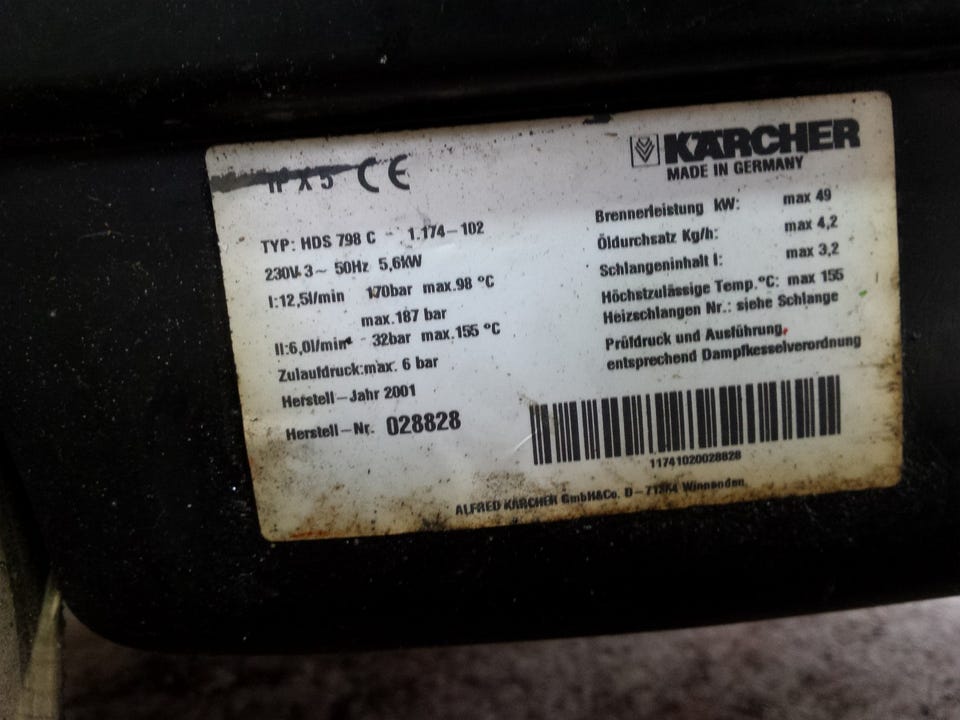 IP X5 CE
KÄRCHER
MADE IN GERMANY
TYP: HDS 798 C - 1.174-102
230V 3~ 50Hz 5,6kW
I:12,5l/min 170bar max.98 °C
max.187 bar
II:6,0l/min 32bar max.155 °C
Zulaufdruck:max. 6 bar
Herstell-Jahr 2001
Herstell-Nr. 028828
Brennerleistung KW: max 49
Öldurchsatz Kg/h: max 4,2
Schlangeninhalt l: max 3,2
Höchstzulässige Temp.°C: max 155
Heizschlangen Nr.: siehe Schlange
Prüfdruck und Ausführung
entsprechend Dampfkesselverordnung
11741020028828
ALFRED KÄRCHER GmbH&Co. D-71364 Winnenden